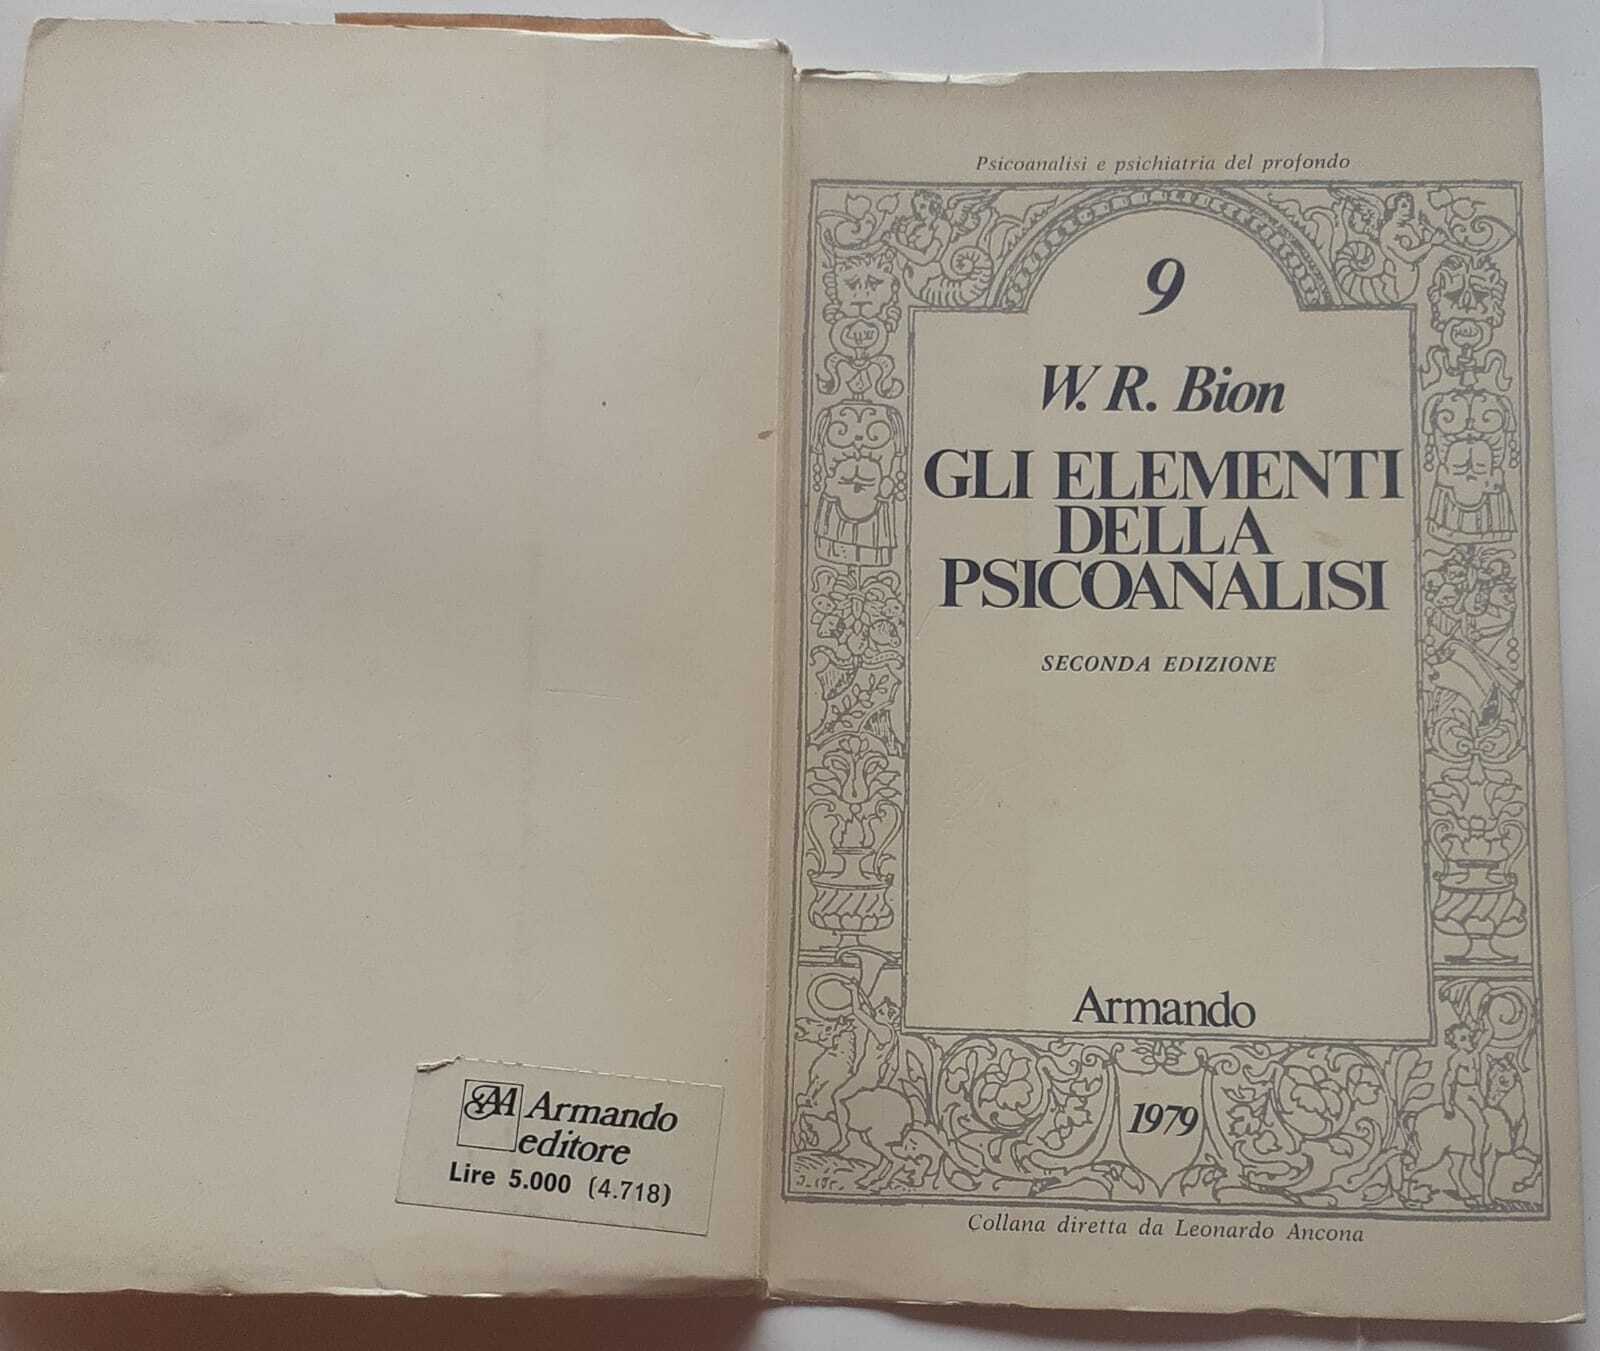 Psicoanalisi e psichiatria del profondo
9
W. R. Bion
GLI ELEMENTI
DELLA
PSICOANALISI
SECONDA EDIZIONE
Armando
1979
Collana diretta da Leonardo Ancona
Armando
editore
Lire 5.000 (4.718)